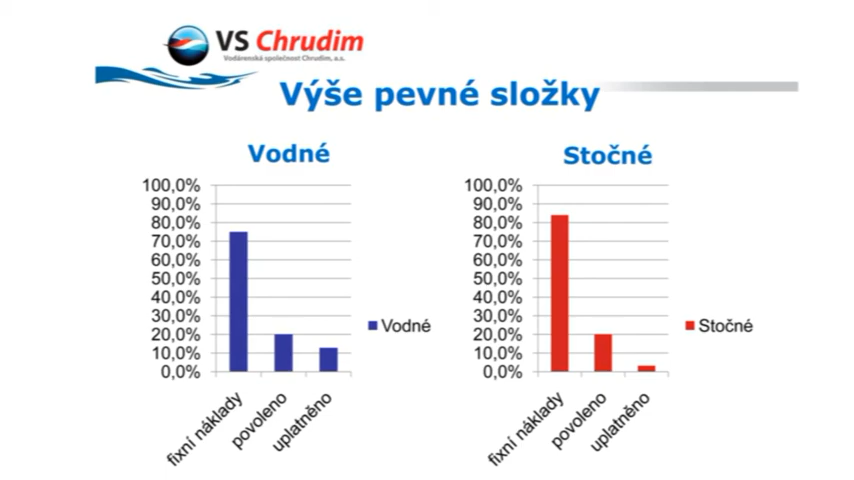 VS Chrudim
Vodárenská společnost Chrudim, a.s.
Výše pevné složky
Vodné
100,0%
90,0%
80,0%
70,0%
60,0%
50,0%
40,0%
30,0%
20,0%
10,0%
0,0%
fixní náklady
povoleno
uplatněno
Vodné
Stočné
100,0%
90,0%
80,0%
70,0%
60,0%
50,0%
40,0%
30,0%
20,0%
10,0%
0,0%
fixní náklady
povoleno
uplatněno
Stočné